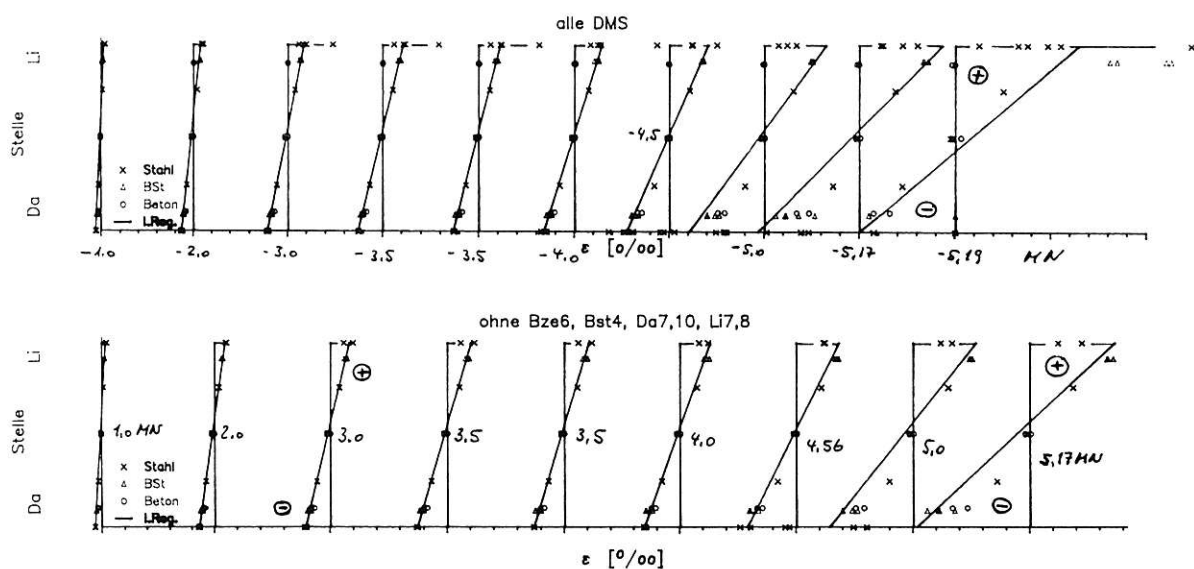 alle DMS
Li
Stelle
Da
-4,5
⊕
⊖
× Stahl
△ BSt
○ Beton
— l.Reg.
-1.0 -2.0 -3.0 -3.5 -3.5 -4.0 ε [0/00] -5,0 -5,17 -5,19 MN
ohne Bze6, Bst4, Da7,10, Li7,8
Li
Stelle
Da
⊕ ⊕
1,0 MN 2.0 3.0 3.5 3,5 4,0 4,56 5,0 5,17MN
× Stahl
△ BSt
○ Beton
— l.Reg.
⊖ ⊖
ε [0/00]